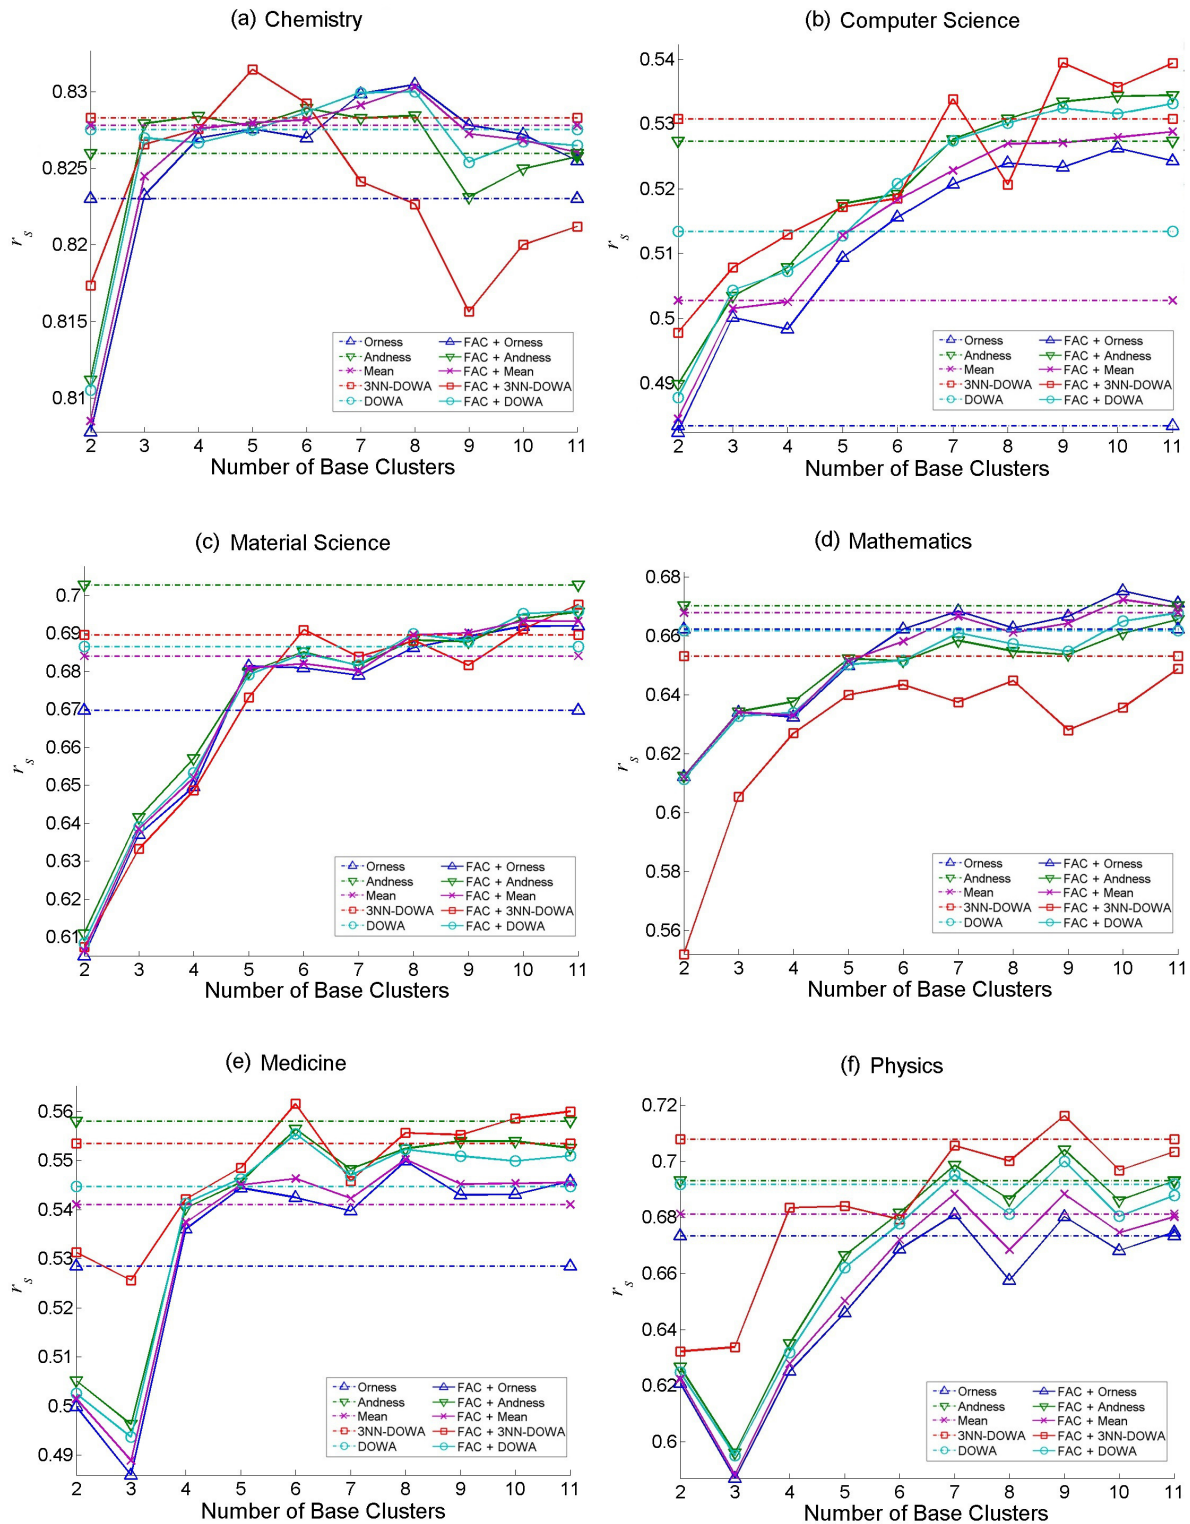 (a) Chemistry
0.83
0.825
0.82
0.815
0.81
r_s
Orness FAC + Orness
Andness FAC + Andness
Mean FAC + Mean
3NN-DOWA FAC + 3NN-DOWA
DOWA FAC + DOWA
2 3 4 5 6 7 8 9 10 11
Number of Base Clusters
(b) Computer Science
0.54
0.53
0.52
0.51
0.5
0.49
r_s
Orness FAC + Orness
Andness FAC + Andness
Mean FAC + Mean
3NN-DOWA FAC + 3NN-DOWA
DOWA FAC + DOWA
2 3 4 5 6 7 8 9 10 11
Number of Base Clusters
(c) Material Science
0.7
0.69
0.68
0.67
0.66
0.65
0.64
0.63
0.62
0.61
r_s
Orness FAC + Orness
Andness FAC + Andness
Mean FAC + Mean
3NN-DOWA FAC + 3NN-DOWA
DOWA FAC + DOWA
2 3 4 5 6 7 8 9 10 11
Number of Base Clusters
(d) Mathematics
0.68
0.66
0.64
0.62
0.6
0.58
0.56
r_s
Orness FAC + Orness
Andness FAC + Andness
Mean FAC + Mean
3NN-DOWA FAC + 3NN-DOWA
DOWA FAC + DOWA
2 3 4 5 6 7 8 9 10 11
Number of Base Clusters
(e) Medicine
0.56
0.55
0.54
0.53
0.52
0.51
0.5
0.49
r_s
Orness FAC + Orness
Andness FAC + Andness
Mean FAC + Mean
3NN-DOWA FAC + 3NN-DOWA
DOWA FAC + DOWA
2 3 4 5 6 7 8 9 10 11
Number of Base Clusters
(f) Physics
0.72
0.7
0.68
0.66
0.64
0.62
0.6
r_s
Orness FAC + Orness
Andness FAC + Andness
Mean FAC + Mean
3NN-DOWA FAC + 3NN-DOWA
DOWA FAC + DOWA
2 3 4 5 6 7 8 9 10 11
Number of Base Clusters